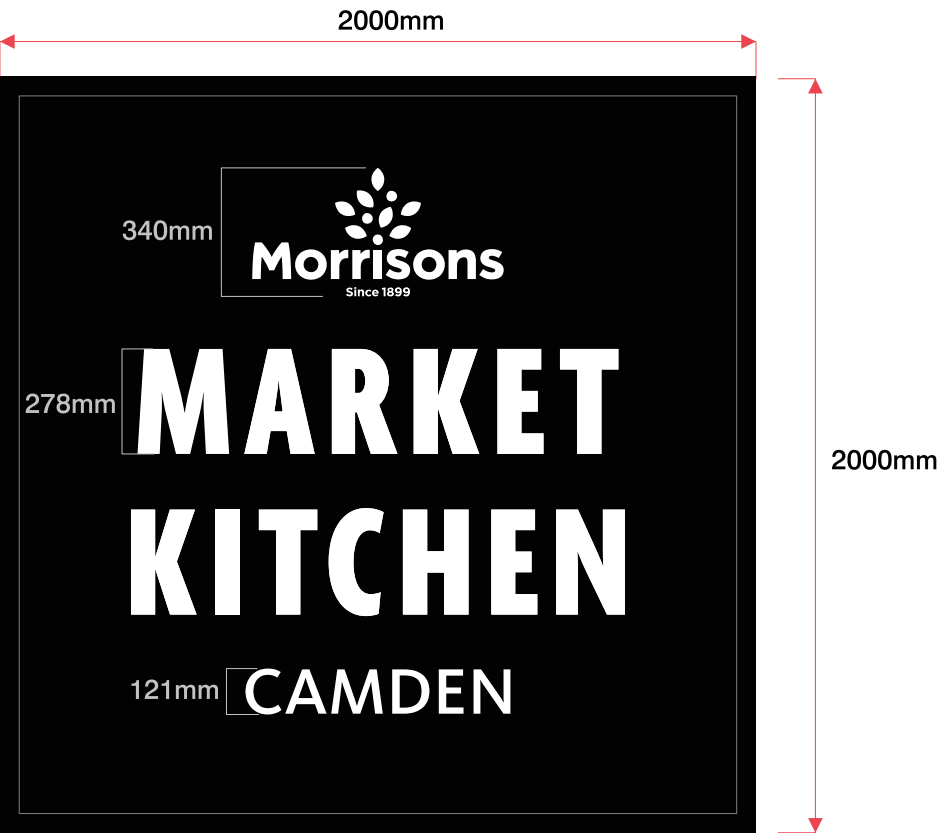 2000mm
340mm
Morrisons
Since 1899
278mm
MARKET
KITCHEN
2000mm
121mm
CAMDEN